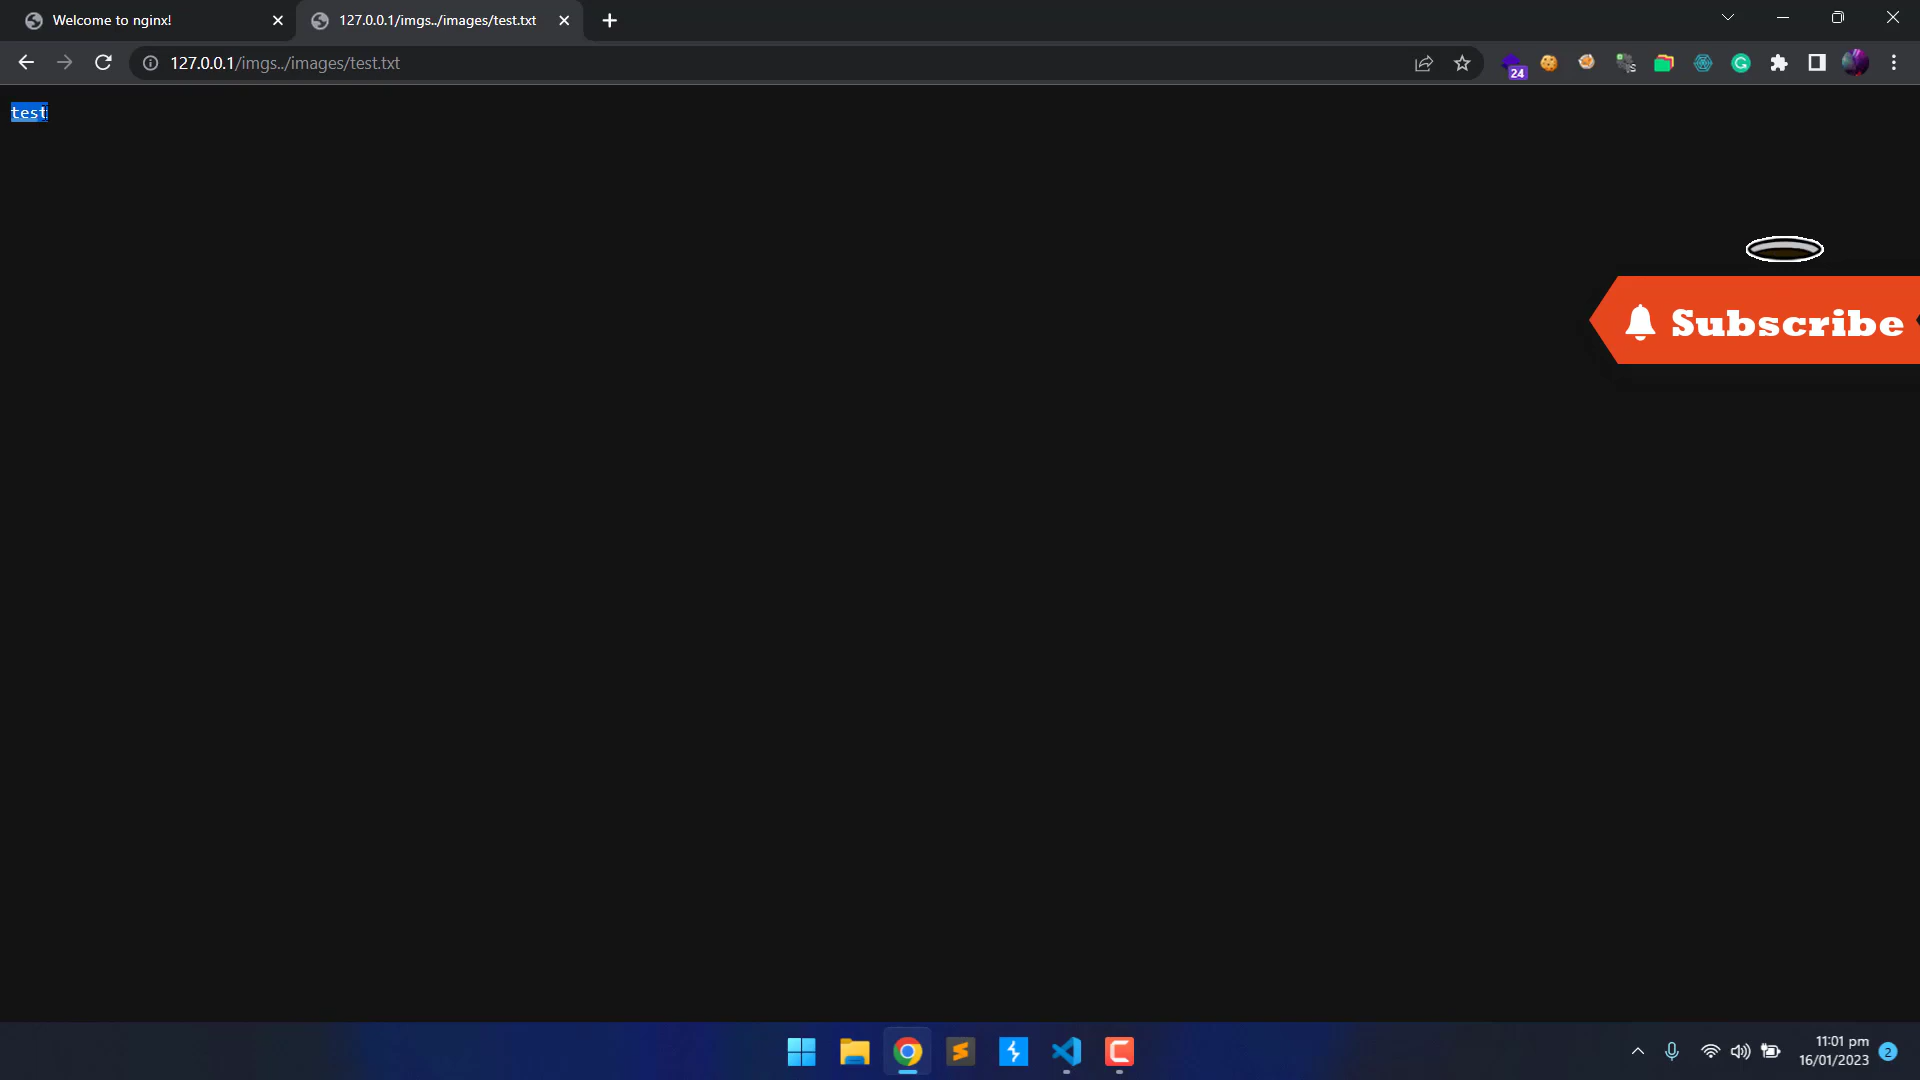 Welcome to nginx!
127.0.0.1/imgs../images/test.txt
127.0.0.1/imgs../images/test.txt
24
test
Subscribe
11:01 pm
16/01/2023
2